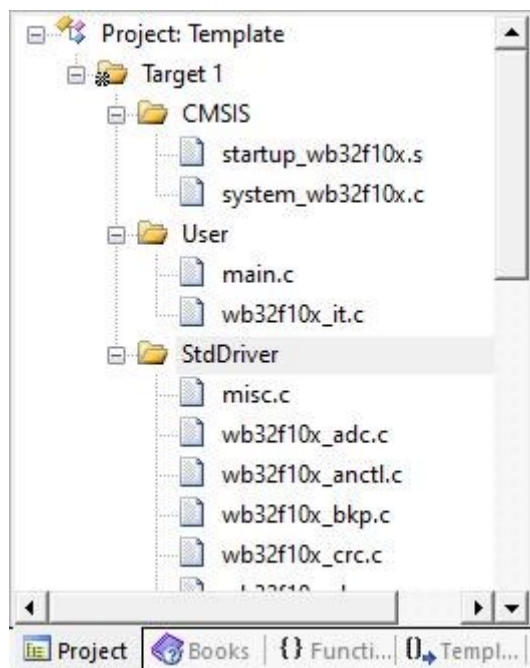 Project: Template
Target 1
CMSIS
startup_wb32f10x.s
system_wb32f10x.c
User
main.c
wb32f10x_it.c
StdDriver
misc.c
wb32f10x_adc.c
wb32f10x_anctl.c
wb32f10x_bkp.c
wb32f10x_crc.c
Project Books {} Functi... () Templ...